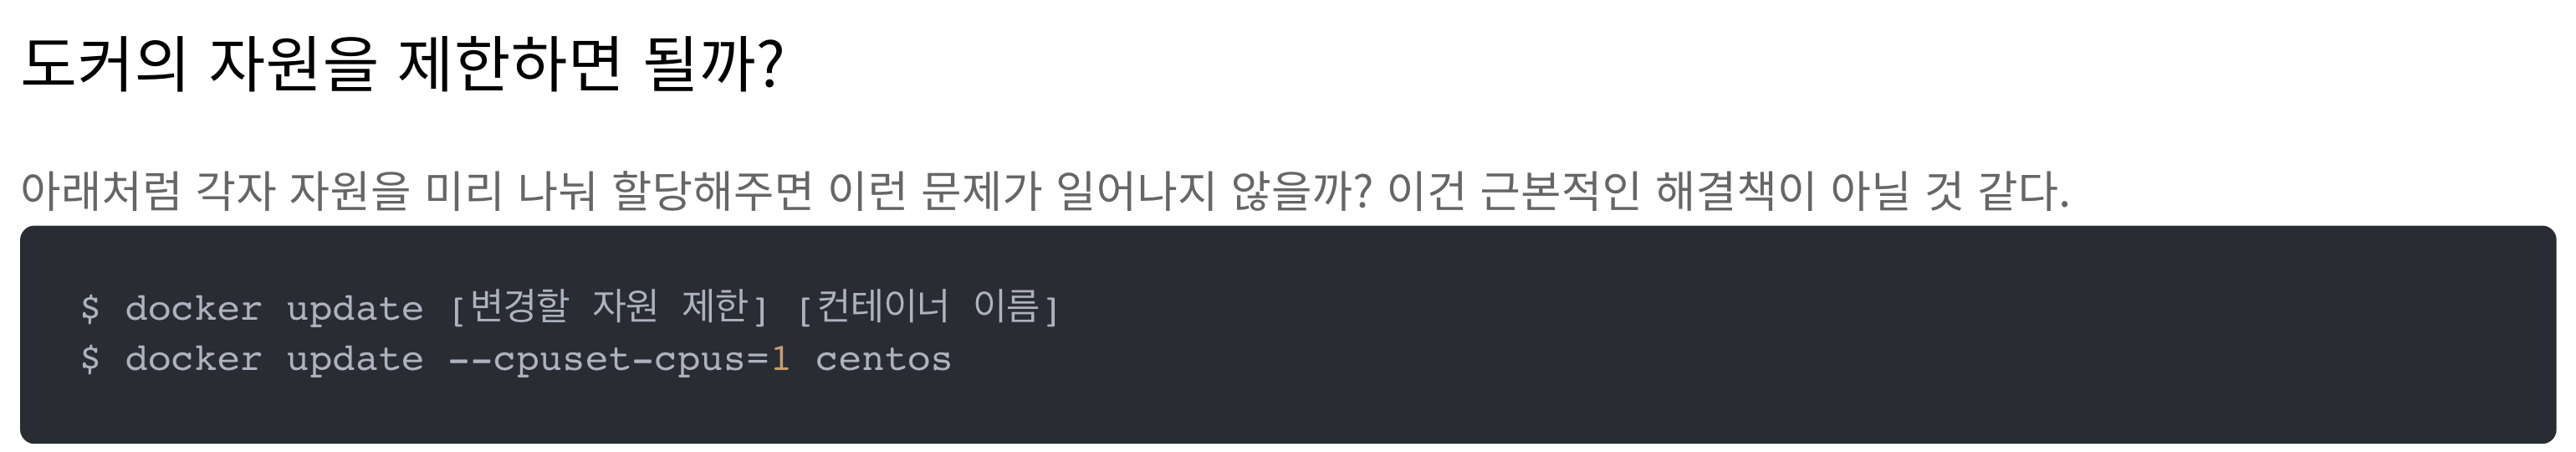 도커의 자원을 제한하면 될까?
아래처럼 각자 자원을 미리 나눠 할당해주면 이런 문제가 일어나지 않을까? 이건 근본적인 해결책이 아닐 것 같다.
$ docker update [변경할 자원 제한] [컨테이너 이름]
$ docker update --cpuset-cpus=1 centos